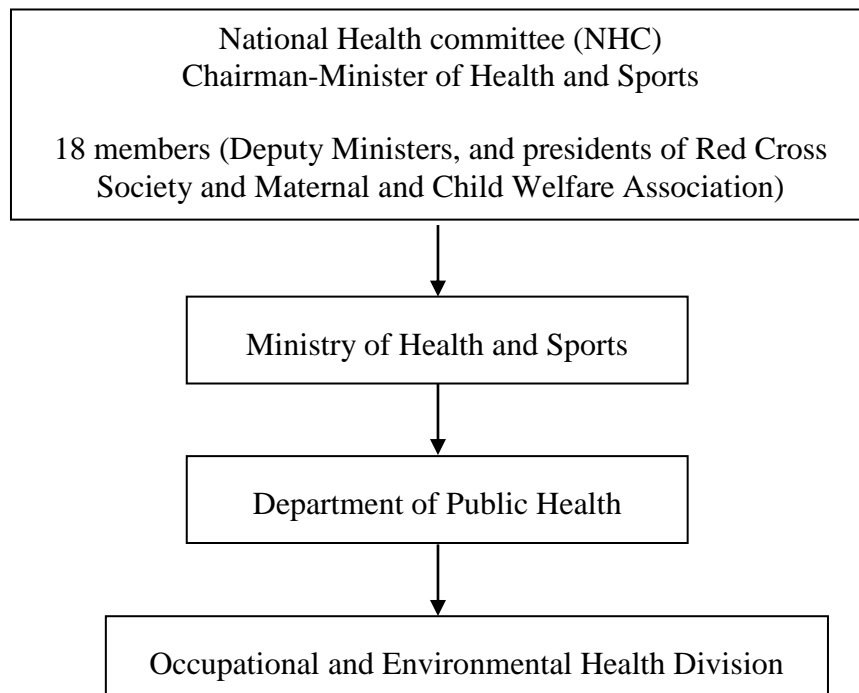 National Health committee (NHC)
Chairman-Minister of Health and Sports
18 members (Deputy Ministers, and presidents of Red Cross
Society and Maternal and Child Welfare Association)
Ministry of Health and Sports
Department of Public Health
Occupational and Environmental Health Division